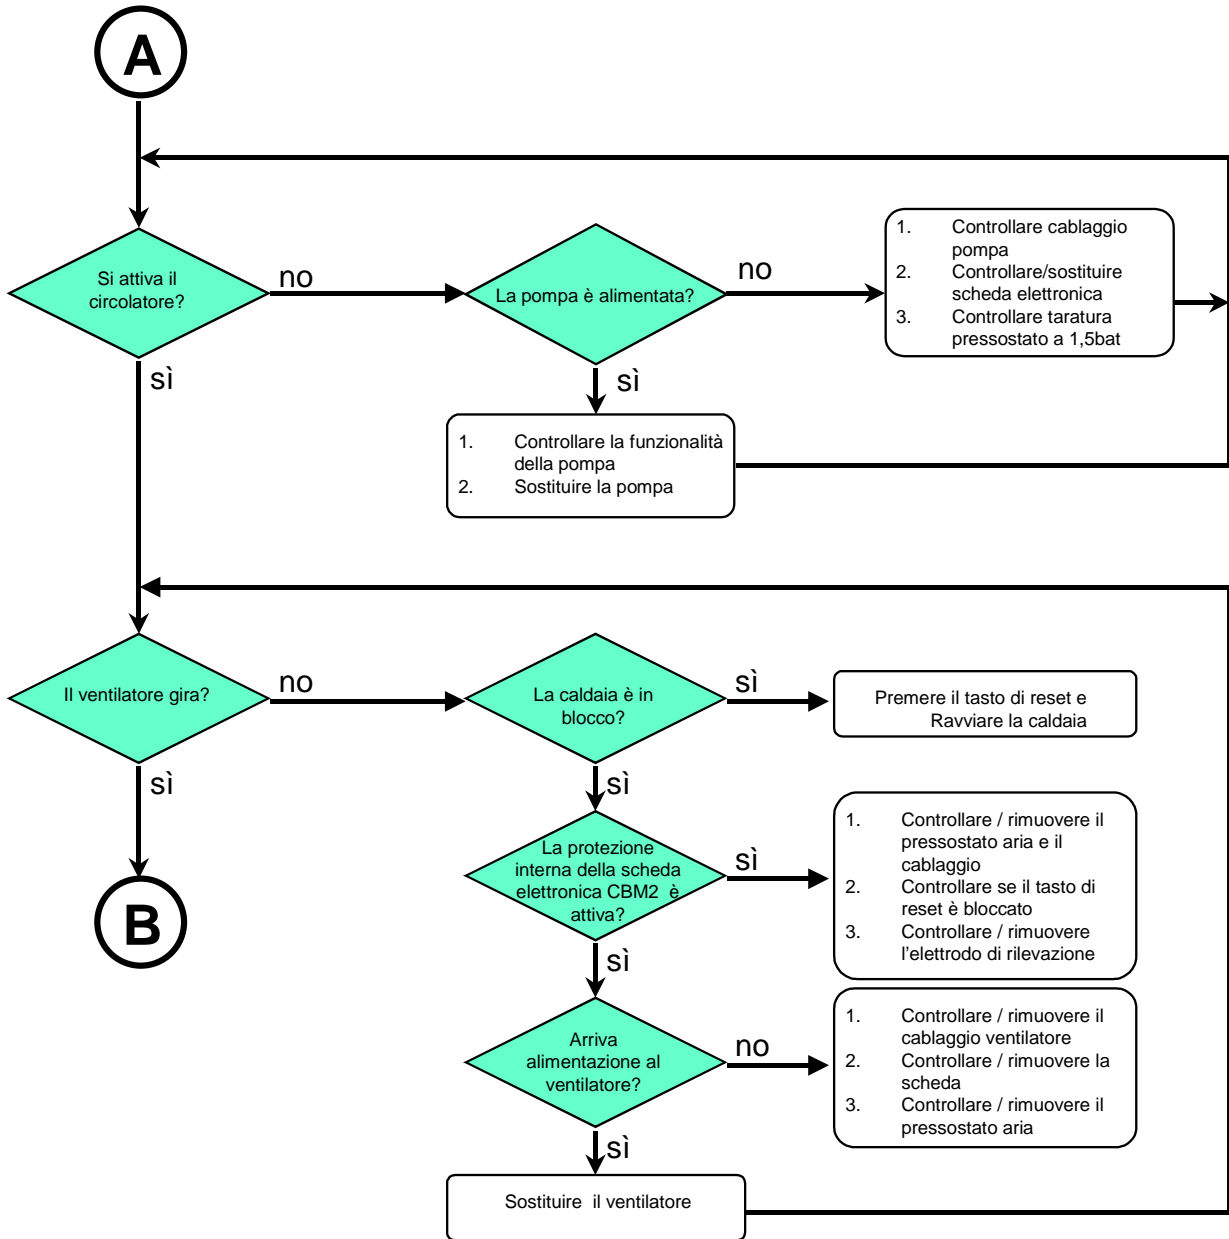 A
Si attiva il
circolatore?
no
La pompa è alimentata?
no
1. Controllare cablaggio
pompa
2. Controllare/sostituire
scheda elettronica
3. Controllare taratura
pressostato a 1,5bat
sì
sì
1. Controllare la funzionalità
della pompa
2. Sostituire la pompa
Il ventilatore gira?
no
La caldaia è in
blocco?
sì
Premere il tasto di reset e
Ravviare la caldaia
sì
sì
La protezione
interna della scheda
elettronica CBM2 è
attiva?
sì
1. Controllare / rimuovere il
pressostato aria e il
cablaggio
2. Controllare se il tasto di
reset è bloccato
3. Controllare / rimuovere
l'elettrodo di rilevazione
B
sì
Arriva
alimentazione al
ventilatore?
no
1. Controllare / rimuovere il
cablaggio ventilatore
2. Controllare / rimuovere la
scheda
3. Controllare / rimuovere il
pressostato aria
sì
Sostituire il ventilatore